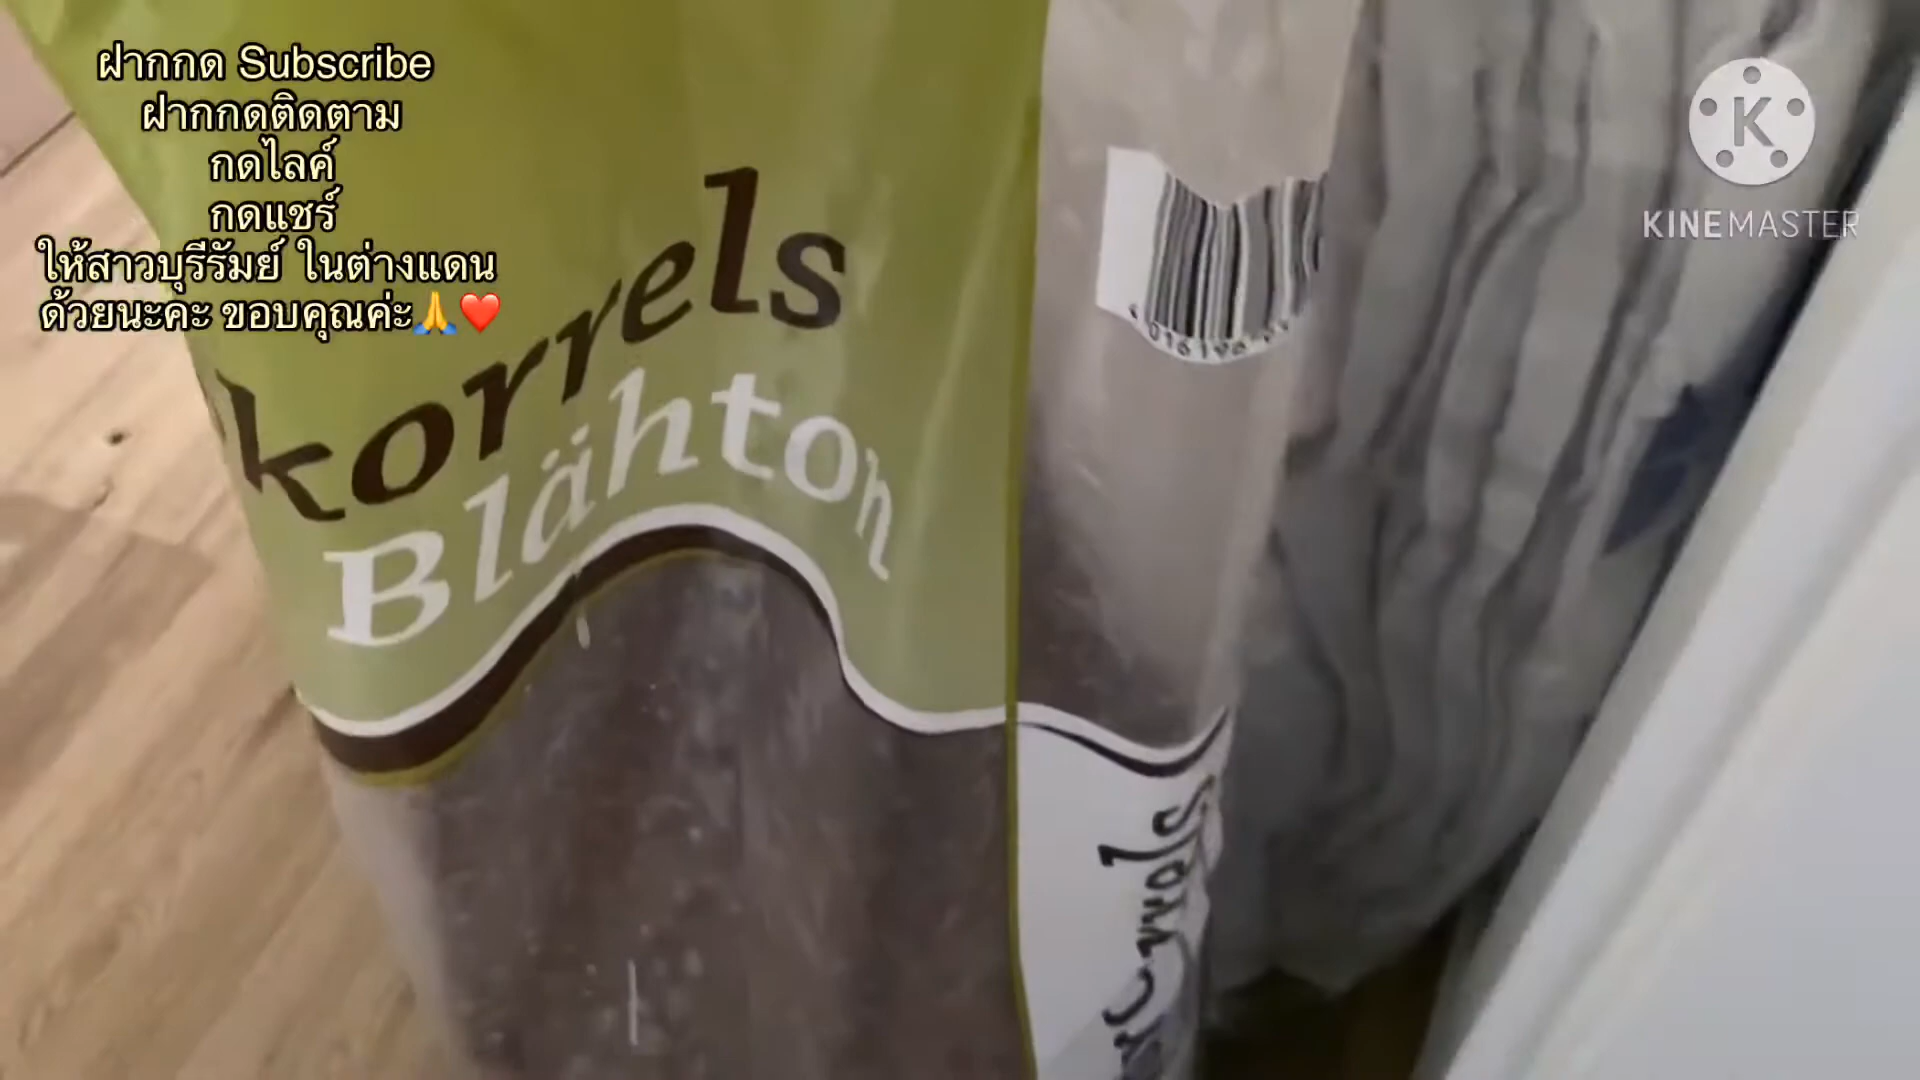 ฝากกด Subscribe
ฝากกดติดตาม
กดไลค์
กดแชร์
ให้สาวบุรีรัมย์ ในต่างแดน
ด้วยนะคะ ขอบคุณค่ะ🙏❤️
KINEMASTER
korrels
Blähton